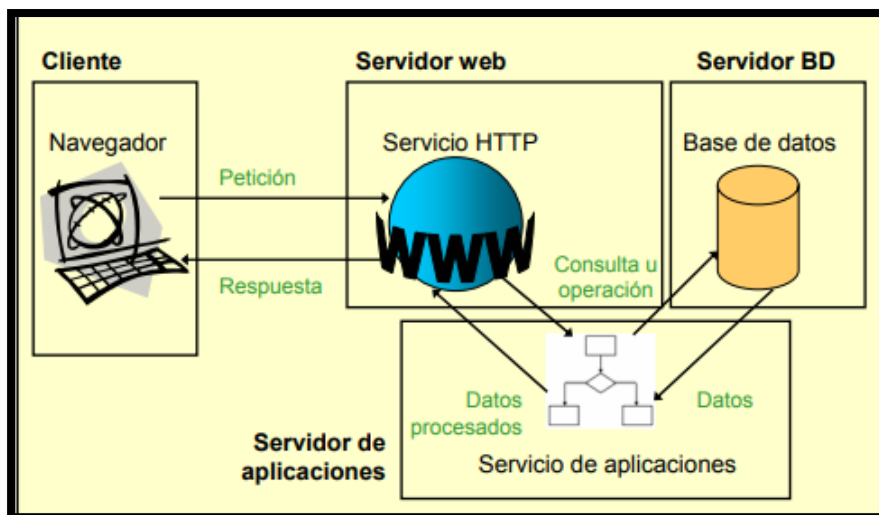 Cliente
Servidor web
Servidor BD
Navegador
Servicio HTTP
Base de datos
Petición
WWW
Respuesta
Consulta u
operación
Datos
procesados
Datos
Servidor de
aplicaciones
Servicio de aplicaciones